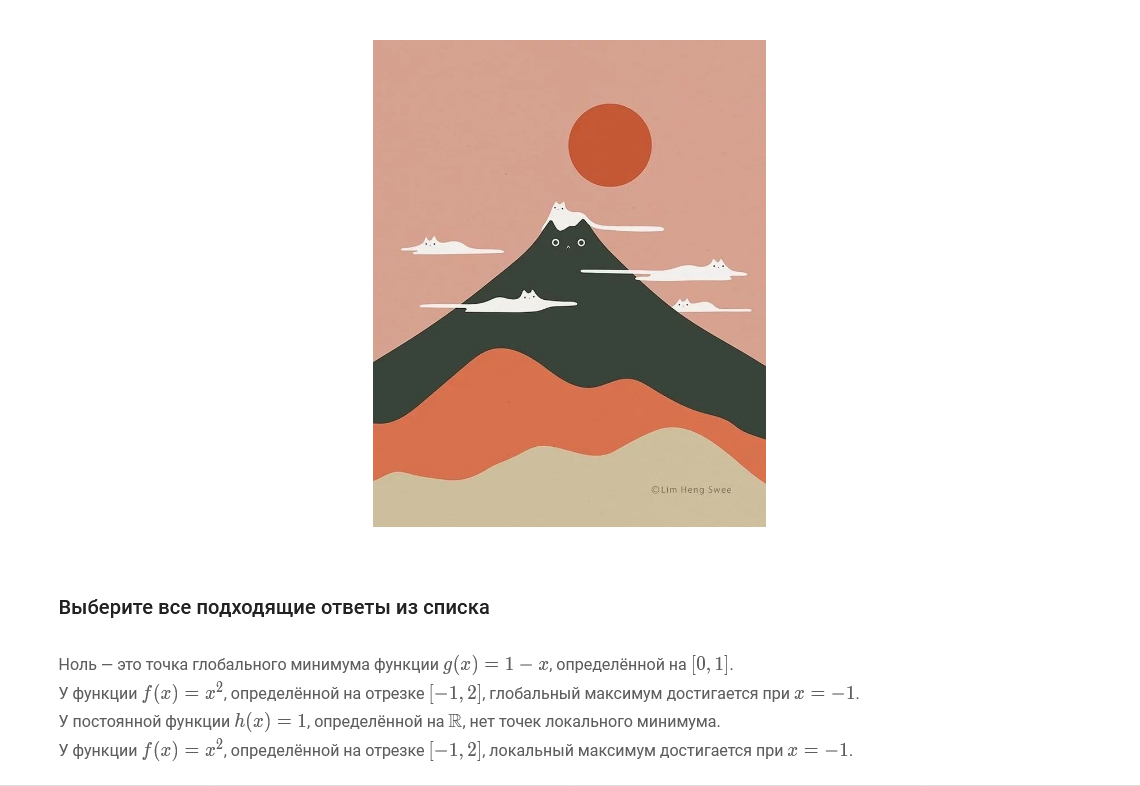 ©Lim Heng Swee
Выберите все подходящие ответы из списка
Ноль — это точка глобального минимума функции g(x) = 1 − x, определённой на [0, 1].
У функции f(x) = x², определённой на отрезке [−1, 2], глобальный максимум достигается при x = −1.
У постоянной функции h(x) = 1, определённой на ℝ, нет точек локального минимума.
У функции f(x) = x², определённой на отрезке [−1, 2], локальный максимум достигается при x = −1.